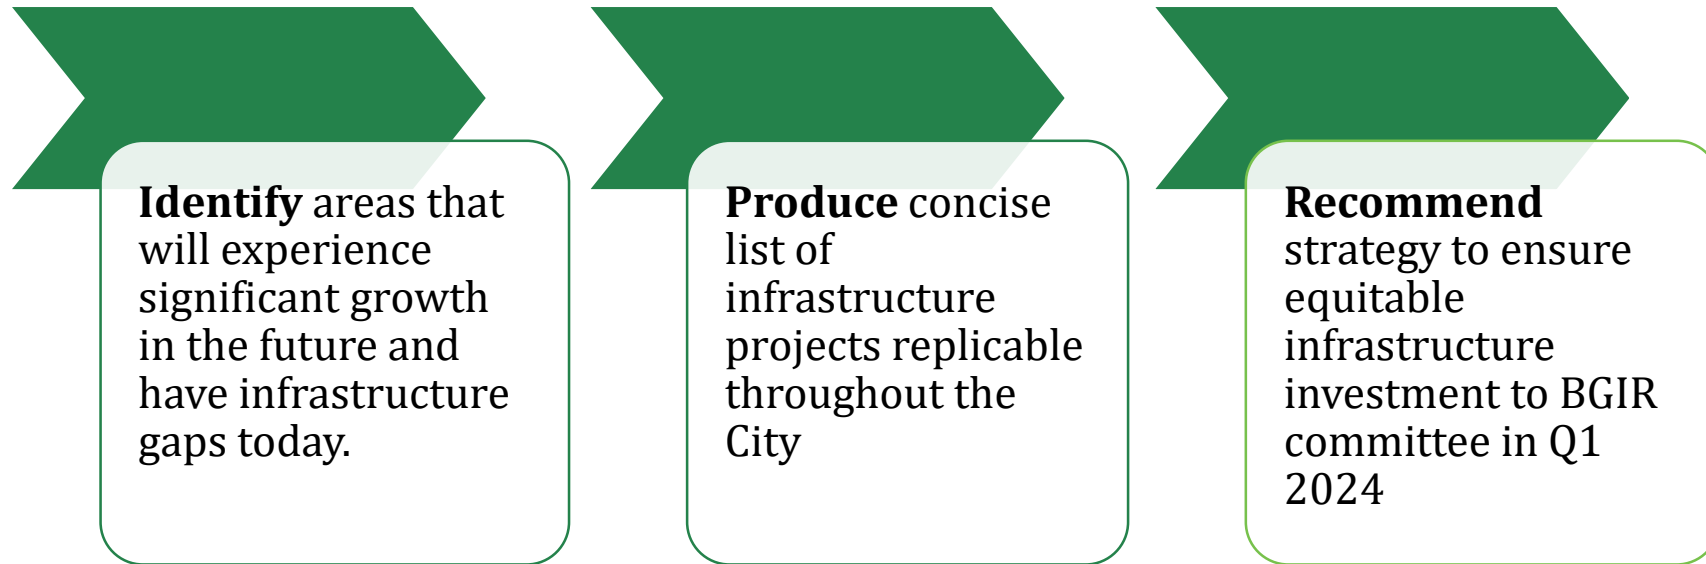 Identify areas that
will experience
significant growth
in the future and
have infrastructure
gaps today.
Produce concise
list of
infrastructure
projects replicable
throughout the
City
Recommend
strategy to ensure
equitable
infrastructure
investment to BGIR
committee in Q1
2024